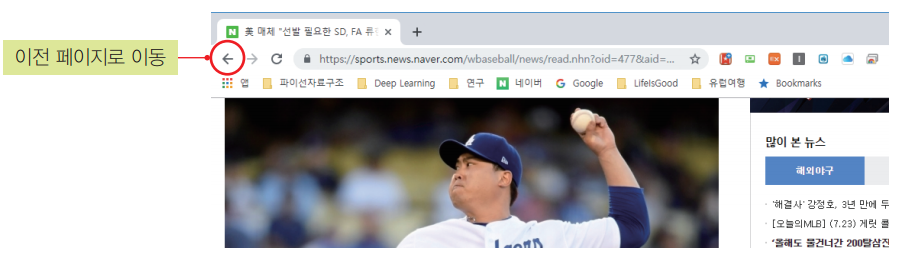 이전 페이지로 이동
美 매체 "선발 필요한 SD, FA 류
https://sports.news.naver.com/wbaseball/news/read.nhn?oid=477&aid=...
앱 파이선자료구조 Deep Learning 연구 네이버 Google LifeIsGood 유럽여행 Bookmarks
많이 본 뉴스
해외야구
'해결사' 강정호, 3년 만에 두
[오늘의MLB] (7.23) 게릿 콜
'올해도 물건너간 200탈삼진